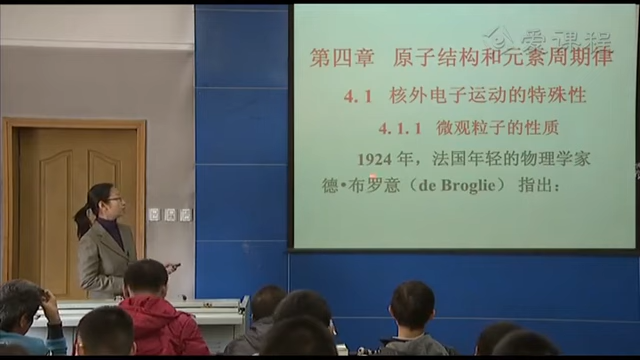 爱课程
第四章 原子结构和元素周期律
4.1 核外电子运动的特殊性
4.1.1 微观粒子的性质
1924 年，法国年轻的物理学家
德•布罗意（de Broglie） 指出：